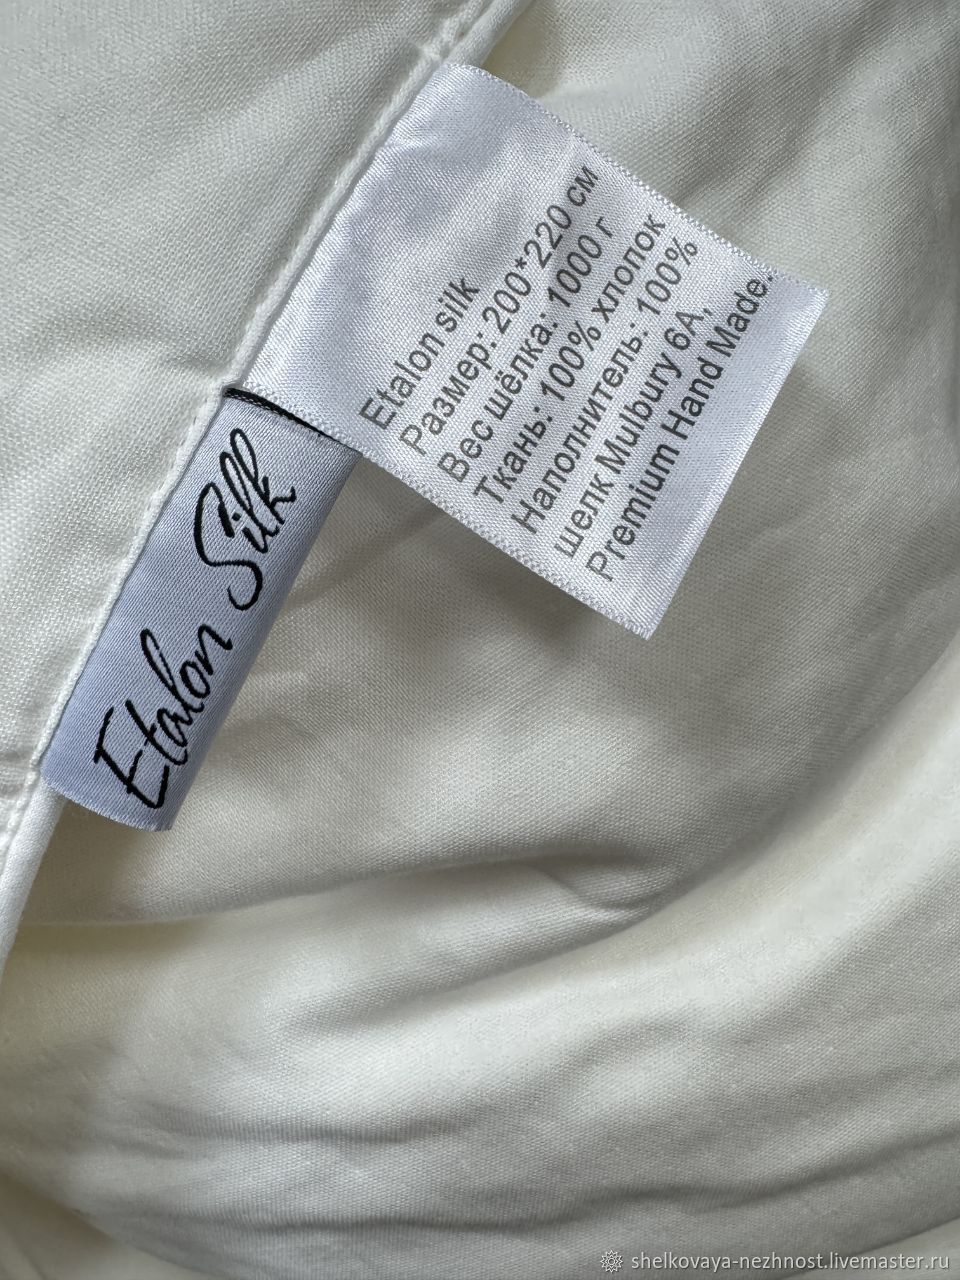 Etalon silk
Размер: 200*220 см
Вес шёлка: 1000 г
Ткань: 100% хлопок
Наполнитель: 100%
шелк Mulbury 6A,
Premium Hand Made.
Etalon Silk
shelkovaya-nezhnost.livemaster.ru